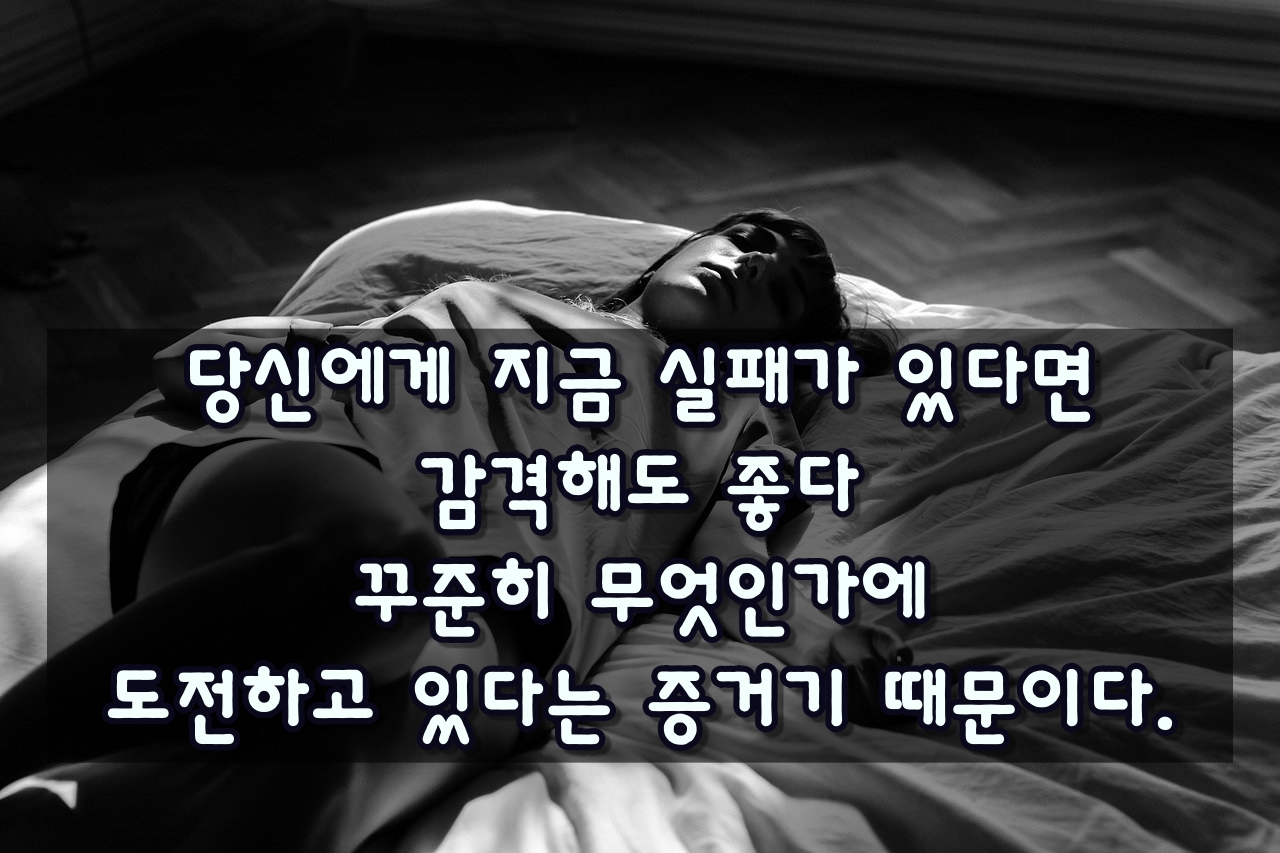 당신에게 지금 실패가 있다면
감격해도 좋다
꾸준히 무엇인가에
도전하고 있다는 증거기 때문이다.